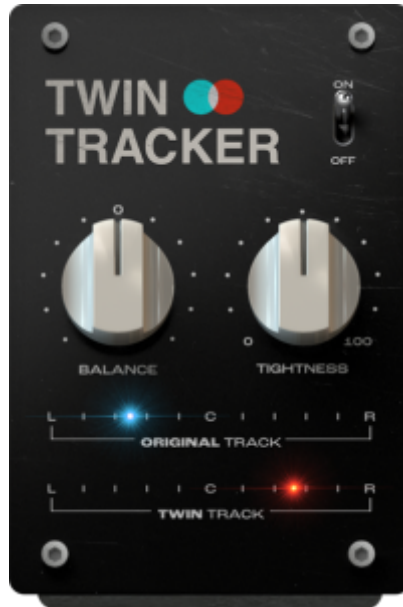 TWIN
TRACKER
ON
OFF
0
BALANCE
0 100
TIGHTNESS
L C R
ORIGINAL TRACK
L C R
TWIN TRACK